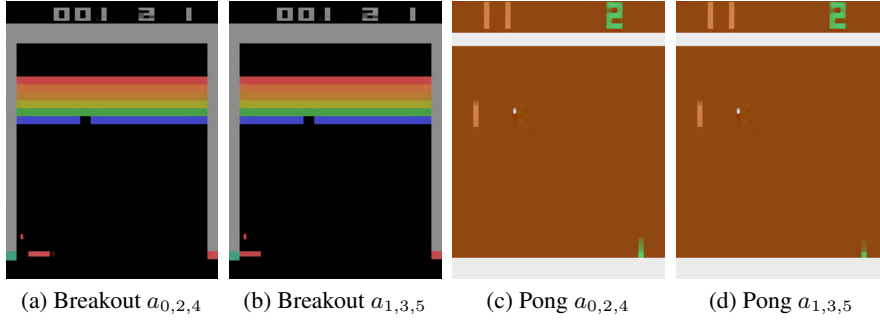 001 2 1
001 2 1
11 2
11 2
(a) Breakout a0,2,4
(b) Breakout a1,3,5
(c) Pong a0,2,4
(d) Pong a1,3,5